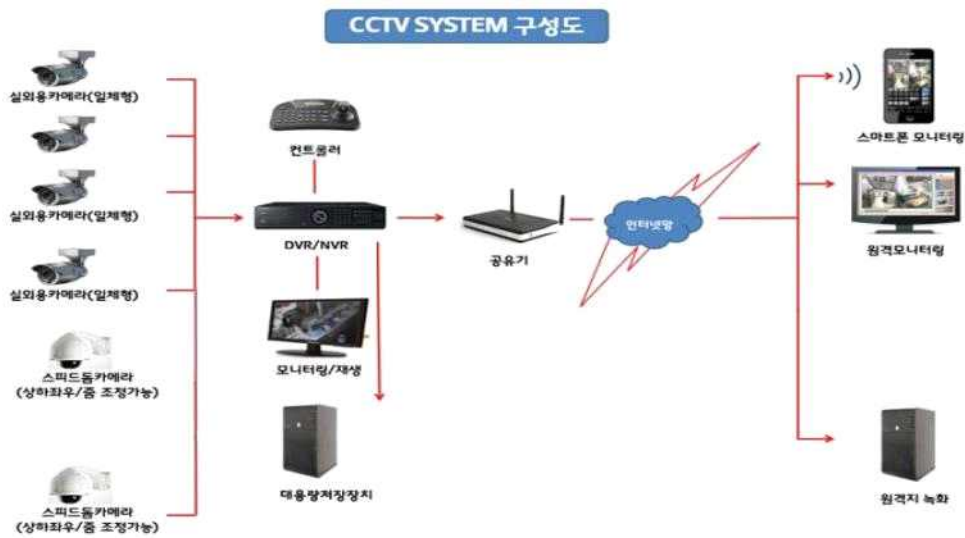 CCTV SYSTEM 구성도
실외용카메라(일체형)
실외용카메라(일체형)
실외용카메라(일체형)
스피드돔카메라
(상하좌우/줌 조정가능)
스피드돔카메라
(상하좌우/줌 조정가능)
컨트롤러
DVR/NVR
모니터링/재생
대용량저장장치
공유기
인터넷망
스마트폰 모니터링
원격모니터링
원격지 녹화